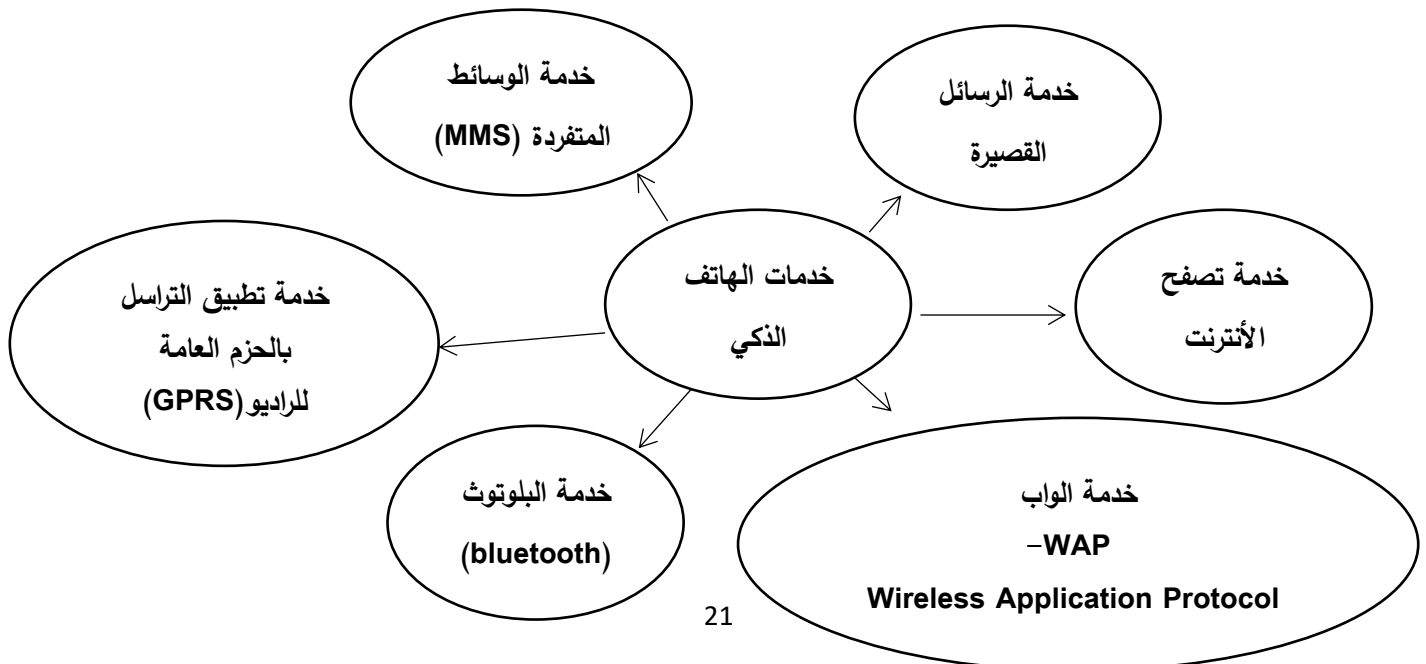 خدمة الرسائل
القصيرة
خدمة الوسائط
المتفردة (MMS)
خدمات الهاتف
الذكي
خدمة تصفح
الأنترنت
خدمة تطبيق التراسل
بالحزم العامة
للراديو(GPRS)
خدمة البلوتوث
(bluetooth)
خدمة الواب
–WAP
Wireless Application Protocol
21